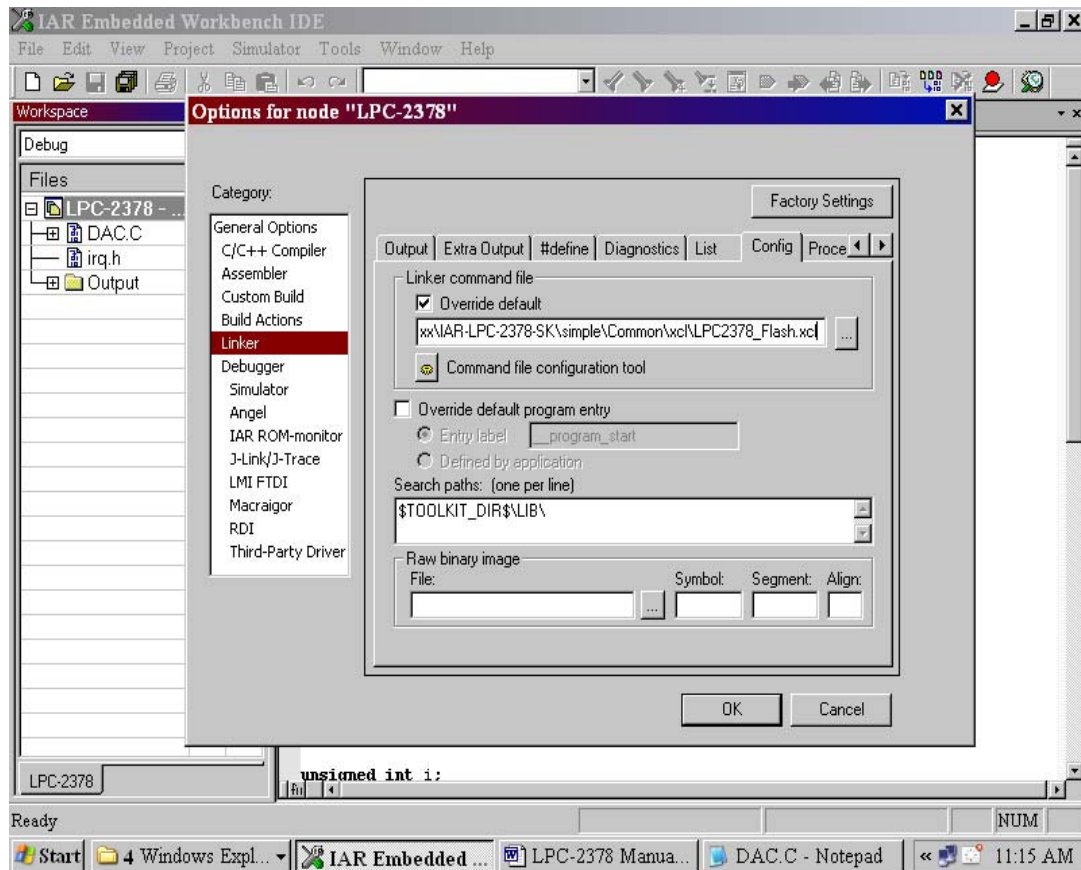 IAR Embedded Workbench IDE
File Edit View Project Simulator Tools Window Help
Workspace
Options for node "LPC-2378"
Debug
Files
LPC-2378 - ...
DAC.C
irq.h
Output
Category:
General Options
C/C++ Compiler
Assembler
Custom Build
Build Actions
Linker
Debugger
Simulator
Angel
IAR ROM-monitor
J-Link/J-Trace
LMI FTDI
Macraigor
RDI
Third-Party Driver
Factory Settings
Output Extra Output #define Diagnostics List Config Proce
Linker command file
Override default
xx\IAR-LPC-2378-SK\simple\Common\xcl\LPC2378_Flash.xcl
...
Command file configuration tool
Override default program entry
Entry label __program_start
Defined by application
Search paths: (one per line)
$TOOLKIT_DIR$\LIB\
Raw binary image
File: Symbol: Segment: Align:
...
OK Cancel
unsigned int i;
LPC-2378
Ready NUM
Start 4 Windows Expl... IAR Embedded ... LPC-2378 Manua... DAC.C - Notepad « 11:15 AM